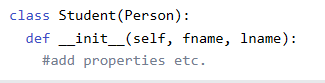 class Student(Person):
  def __init__(self, fname, lname):
    #add properties etc.